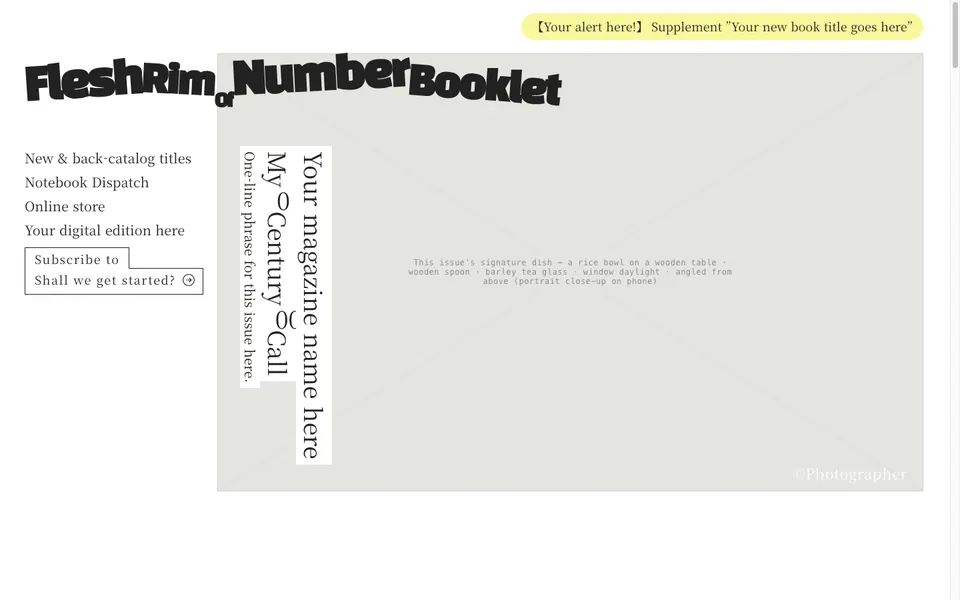 【Your alert here!】 Supplement ”Your new book title goes here”
FleshRim or Number Booklet
New & back-catalog titles
Notebook Dispatch
Online store
Your digital edition here
Subscribe to
Shall we get started?
Your magazine name here
My Century Call
One-line phrase for this issue here.
This issue's signature dish — a rice bowl on a wooden table ·
wooden spoon · barley tea glass · window daylight · angled from
above (portrait close-up on phone)
©Photographer